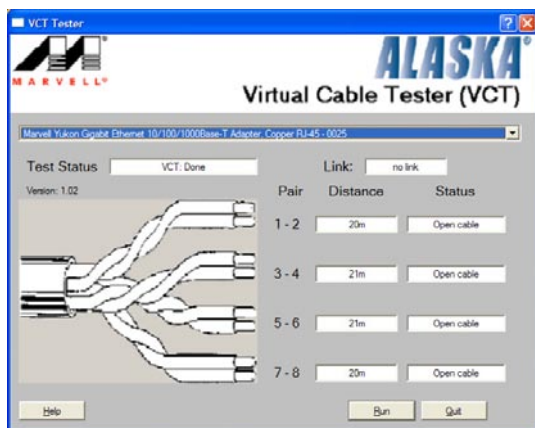 VCT Tester
MARVELL®
ALASKA®
Virtual Cable Tester (VCT)
Marvell Yukon Gigabit Ethernet 10/100/1000Base-T Adapter, Copper RJ-45 - 0025
Test Status VCT: Done Link: no link
Version: 1.02
Pair Distance Status
1 - 2 20m Open cable
3 - 4 21m Open cable
5 - 6 21m Open cable
7 - 8 20m Open cable
Help Run Quit